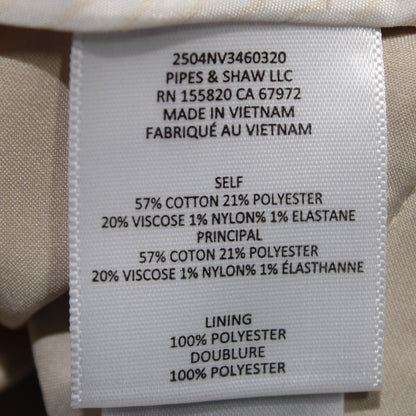 2504NV3460320
PIPES & SHAW LLC
RN 155820 CA 67972
MADE IN VIETNAM
FABRIQUÉ AU VIETNAM
SELF
57% COTTON 21% POLYESTER
20% VISCOSE 1% NYLON% 1% ELASTANE
PRINCIPAL
57% COTTON 21% POLYESTER
20% VISCOSE 1% NYLON% 1% ÉLASTHANNE
LINING
100% POLYESTER
DOUBLURE
100% POLYESTER